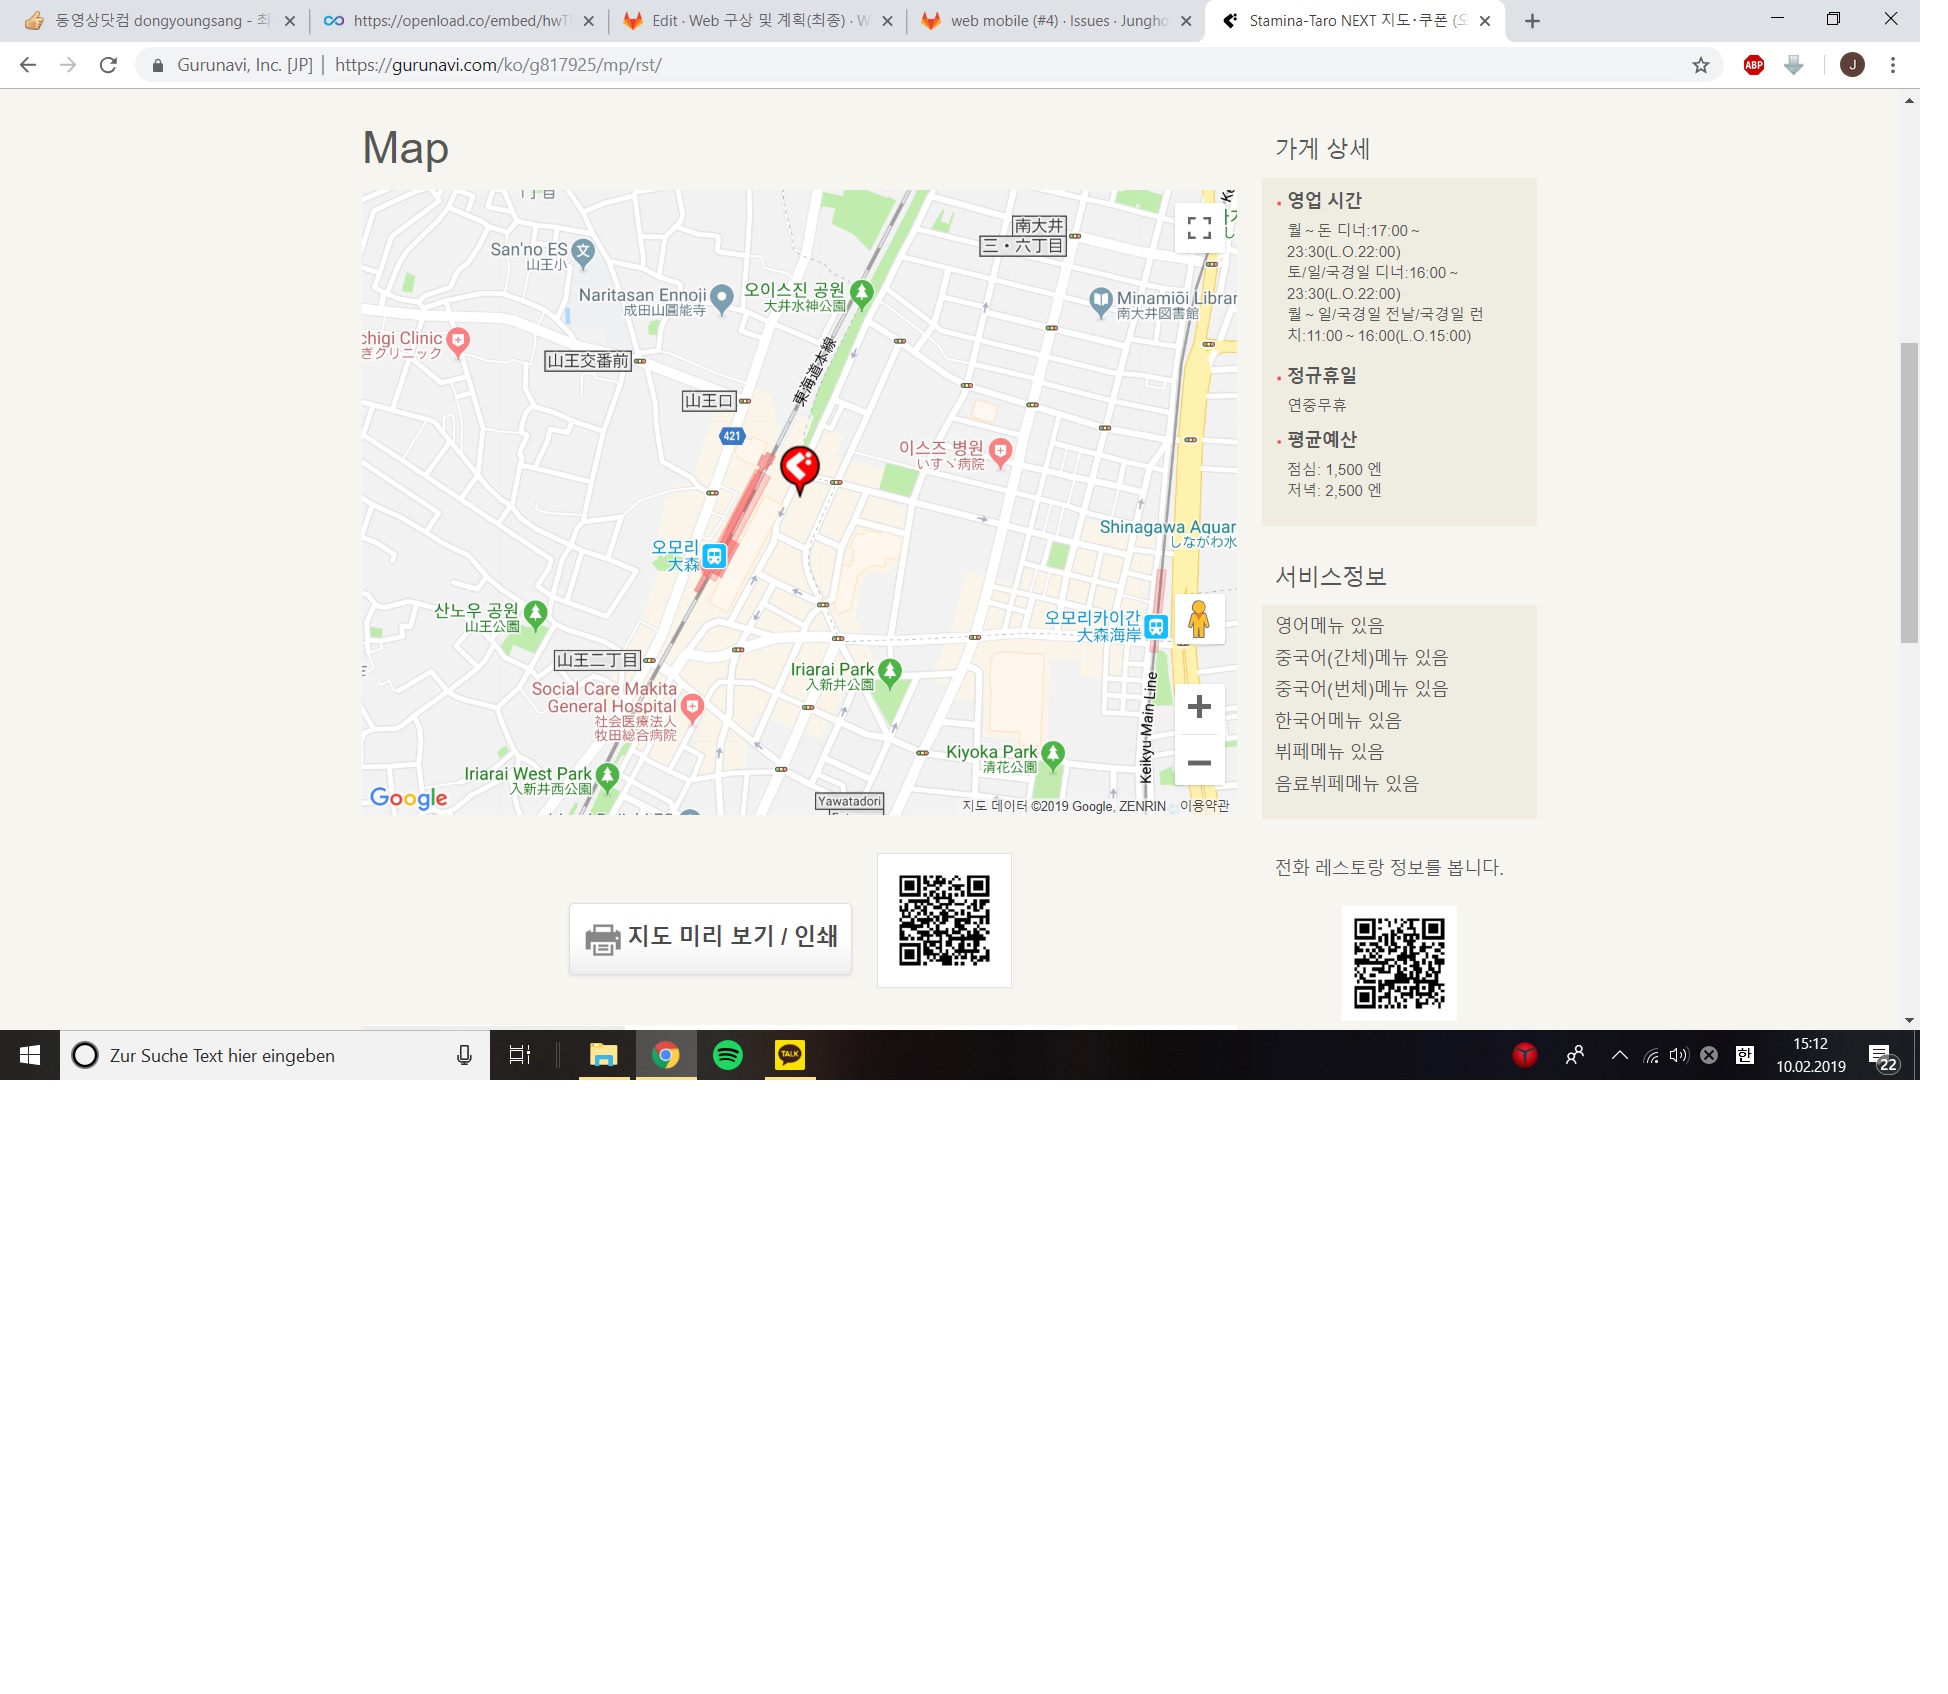 동영상닷컴 dongyoungsang - 최
https://openload.co/embed/hwT
Edit · Web 구상 및 계획(최종) · W
web mobile (#4) · Issues · Jungho
Stamina-Taro NEXT 지도·쿠폰 (오
Gurunavi, Inc. [JP] | https://gurunavi.com/ko/g817925/mp/rst/
ABP
J
Map
丁目
San'no ES
山王小
南大井
三・六丁目
Naritasan Ennoji
成田山圓能寺
오이스진 공원
大井水神公園
Minamiōi Librar
南大井図書館
chigi Clinic
ぎクリニック
山王交番前
東海道本線
山王口
421
이스즈 병원
いすゞ病院
Shinagawa Aquar
しながわ水
오모리
大森
산노우 공원
山王公園
오모리카이간
大森海岸
山王二丁目
Iriarai Park
入新井公園
Social Care Makita
General Hospital
社会医療法人
牧田総合病院
Keikyu Main Line
Kiyoka Park
清花公園
Iriarai West Park
入新井西公園
Google
Yawatadori
지도 데이터 ©2019 Google, ZENRIN
이용약관
지도 미리 보기 / 인쇄
가게 상세
영업 시간
월 ~ 돈 디너:17:00 ~
23:30(L.O.22:00)
토/일/국경일 디너:16:00 ~
23:30(L.O.22:00)
월 ~ 일/국경일 전날/국경일 런
치:11:00 ~ 16:00(L.O.15:00)
정규휴일
연중무휴
평균예산
점심: 1,500 엔
저녁: 2,500 엔
서비스정보
영어메뉴 있음
중국어(간체)메뉴 있음
중국어(번체)메뉴 있음
한국어메뉴 있음
뷔페메뉴 있음
음료뷔페메뉴 있음
전화 레스토랑 정보를 봅니다.
Zur Suche Text hier eingeben
TALK
한
15:12
10.02.2019
22